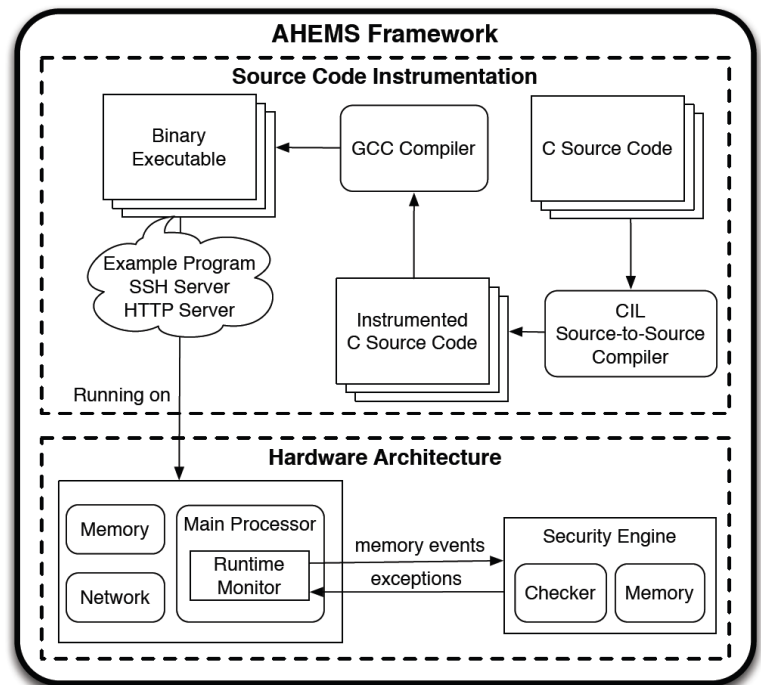 AHEMS Framework
Source Code Instrumentation
Binary
Executable
GCC Compiler
C Source Code
Example Program
SSH Server
HTTP Server
Instrumented
C Source Code
CIL
Source-to-Source
Compiler
Running on
Hardware Architecture
Memory
Network
Main Processor
Runtime
Monitor
memory events
exceptions
Security Engine
Checker
Memory